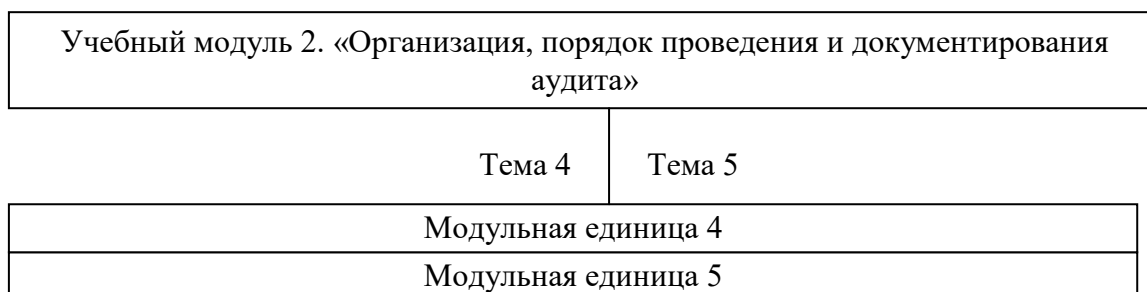 Учебный модуль 2. «Организация, порядок проведения и документирования
аудита»
Тема 4 Тема 5
Модульная единица 4
Модульная единица 5